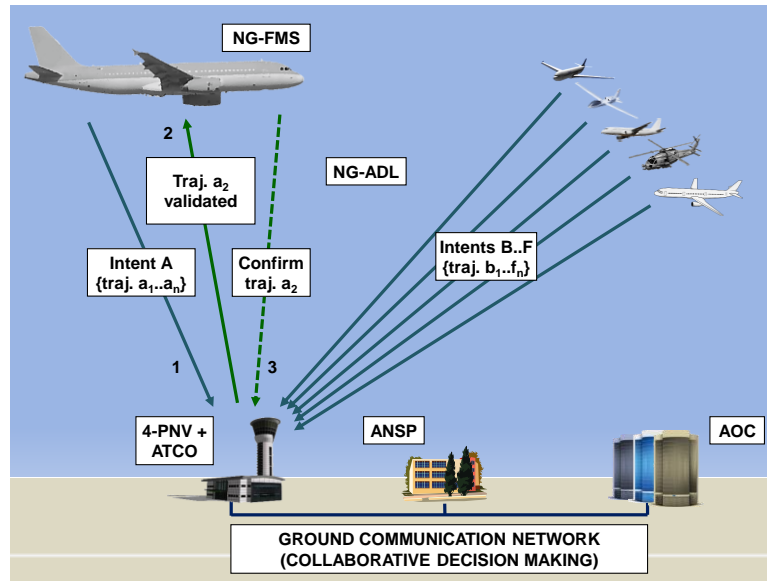 NG-FMS
2
NG-ADL
Traj. a₂
validated
Intent A
{traj. a₁..aₙ}
Confirm
traj. a₂
Intents B..F
{traj. b₁..fₙ}
1
3
4-PNV +
ATCO
ANSP
AOC
GROUND COMMUNICATION NETWORK
(COLLABORATIVE DECISION MAKING)